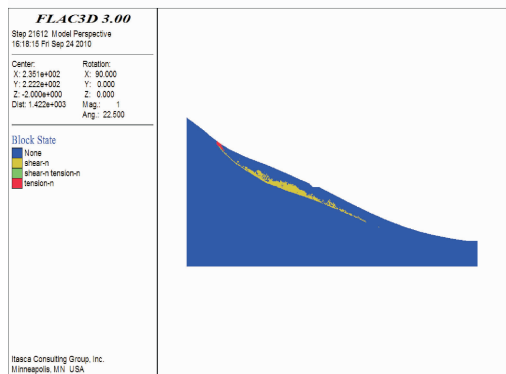 FLAC3D 3.00
Step 21612 Model Perspective
16:18:15 Fri Sep 24 2010
Center: Rotation:
X: 2.351e+002 X: 90.000
Y: 2.222e+002 Y: 0.000
Z: -2.000e+000 Z: 0.000
Dist: 1.422e+003 Mag.: 1
Ang.: 22.500
Block State
None
shear-n
shear-n tension-n
tension-n
Itasca Consulting Group, Inc.
Minneapolis, MN USA